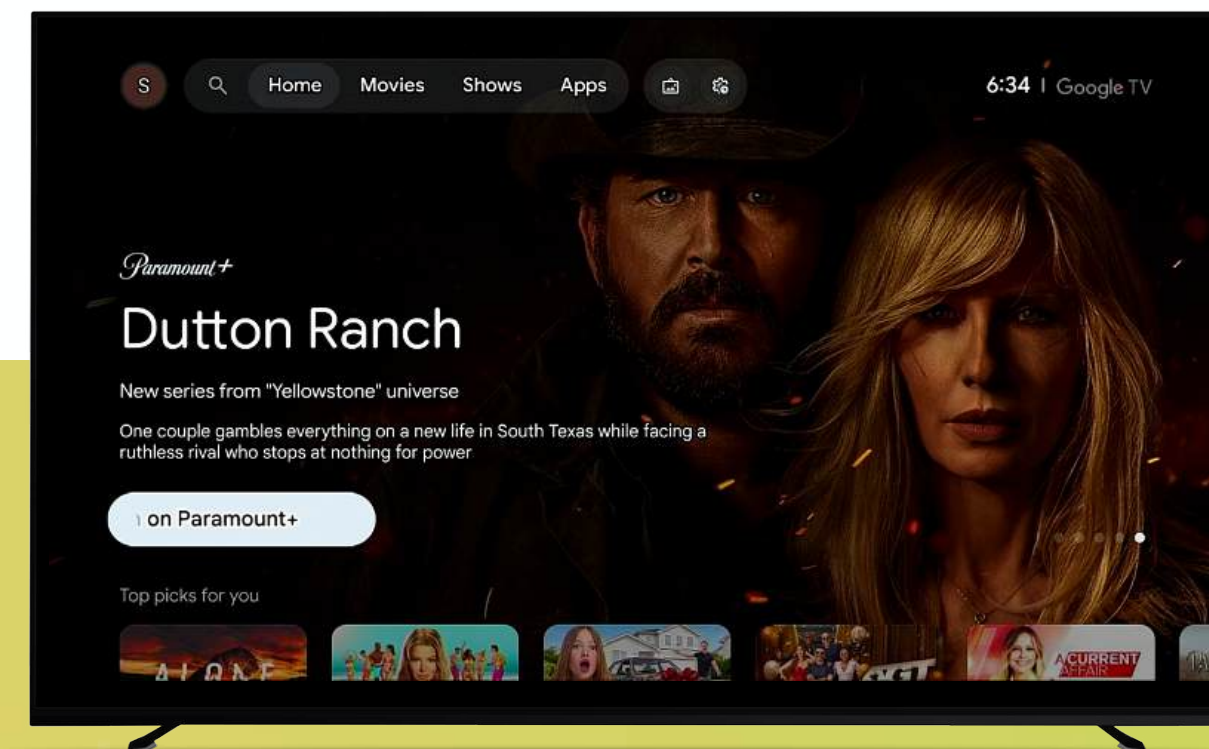 S Home Movies Shows Apps 6:34 | Google TV
Paramount+
Dutton Ranch
New series from "Yellowstone" universe
One couple gambles everything on a new life in South Texas while facing a
ruthless rival who stops at nothing for power
on Paramount+
Top picks for you
ALONE
A CURRENT
AFFAIR